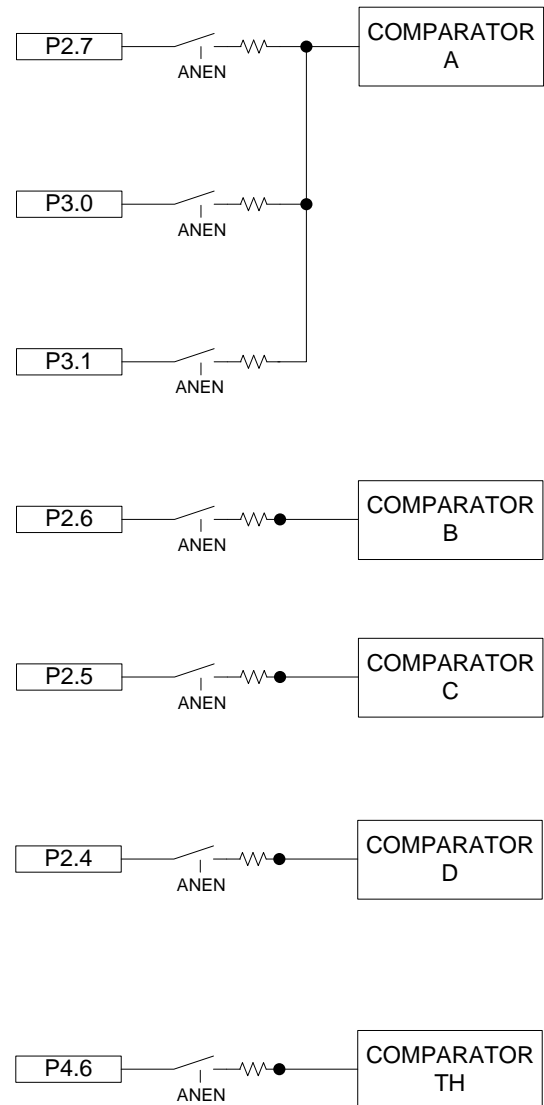 P2.7
ANEN
COMPARATOR
A
P3.0
ANEN
P3.1
ANEN
P2.6
ANEN
COMPARATOR
B
P2.5
ANEN
COMPARATOR
C
P2.4
ANEN
COMPARATOR
D
P4.6
ANEN
COMPARATOR
TH